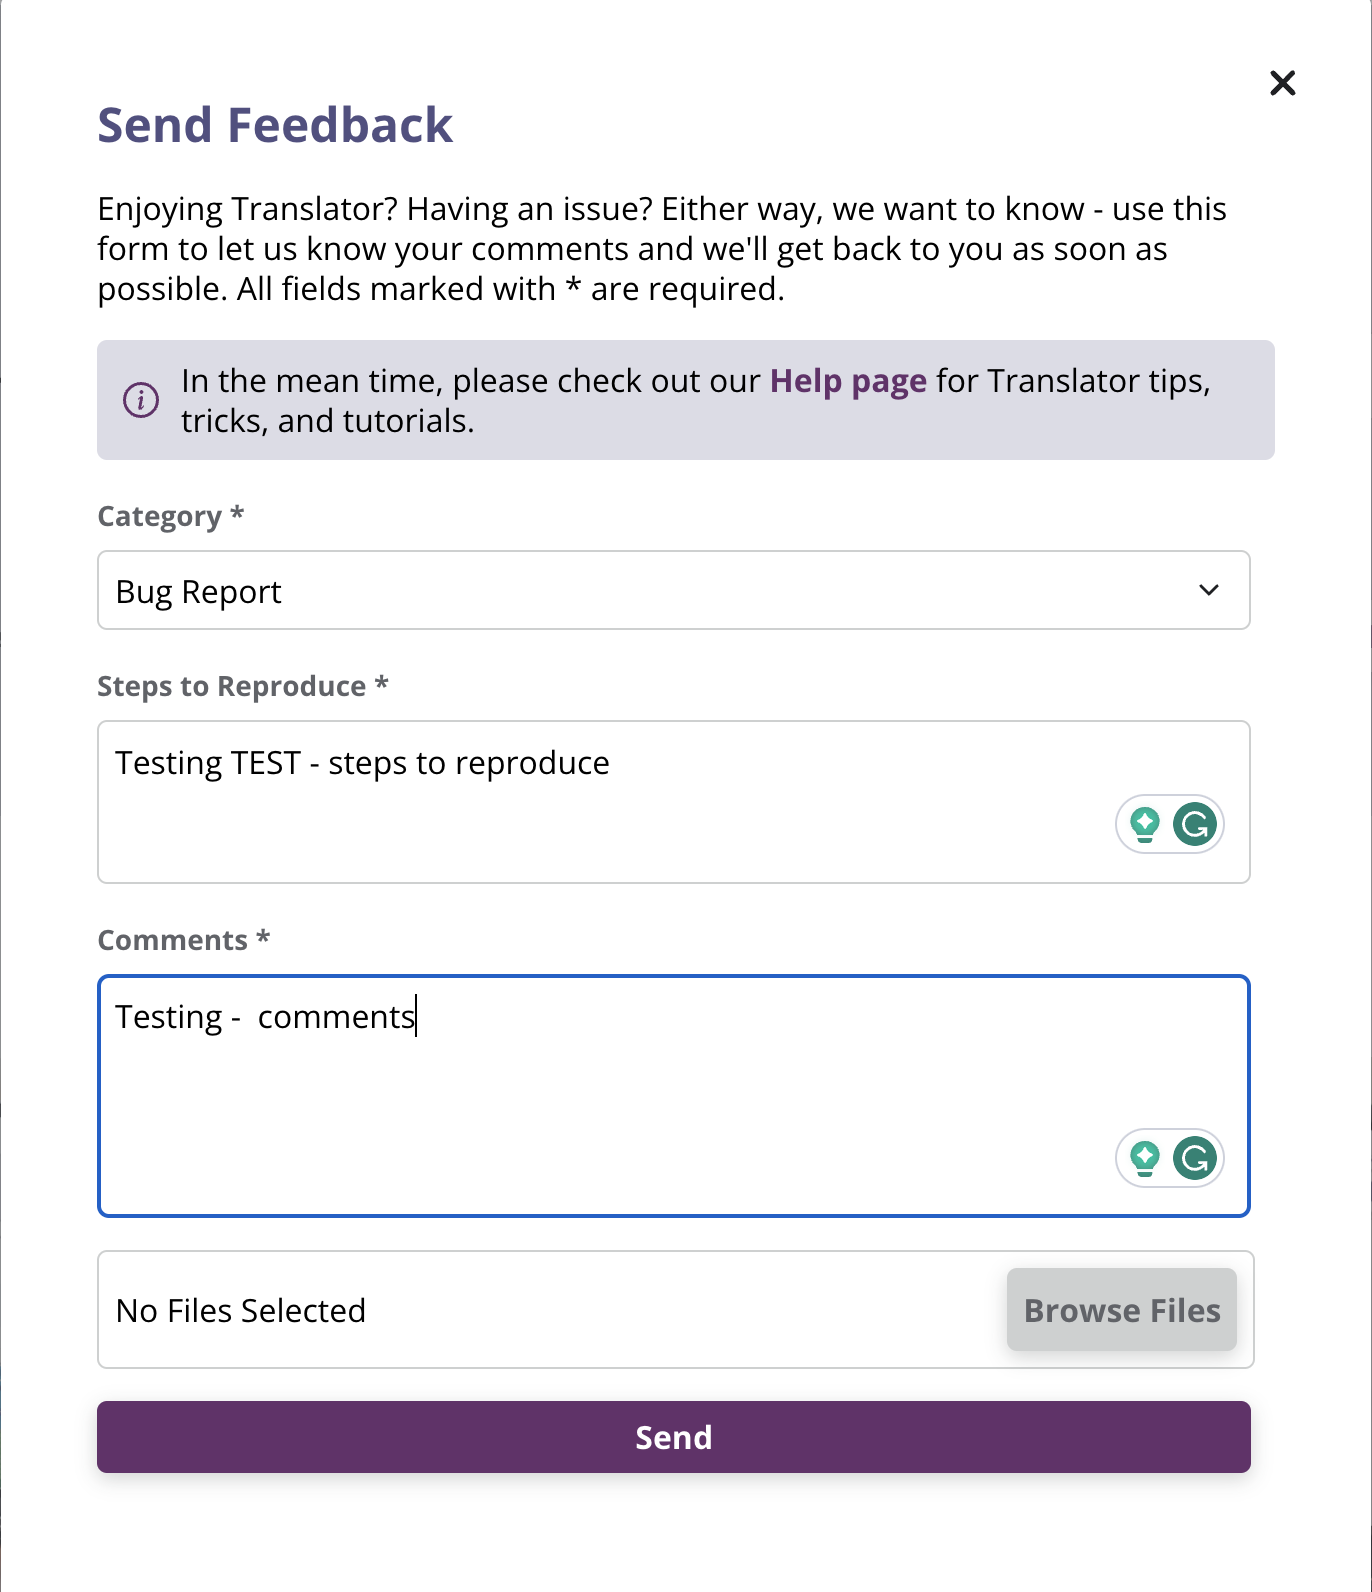 Send Feedback
Enjoying Translator? Having an issue? Either way, we want to know - use this
form to let us know your comments and we'll get back to you as soon as
possible. All fields marked with * are required.
In the mean time, please check out our Help page for Translator tips,
tricks, and tutorials.
Category *
Bug Report
Steps to Reproduce *
Testing TEST - steps to reproduce
Comments *
Testing -  comments
No Files Selected
Browse Files
Send